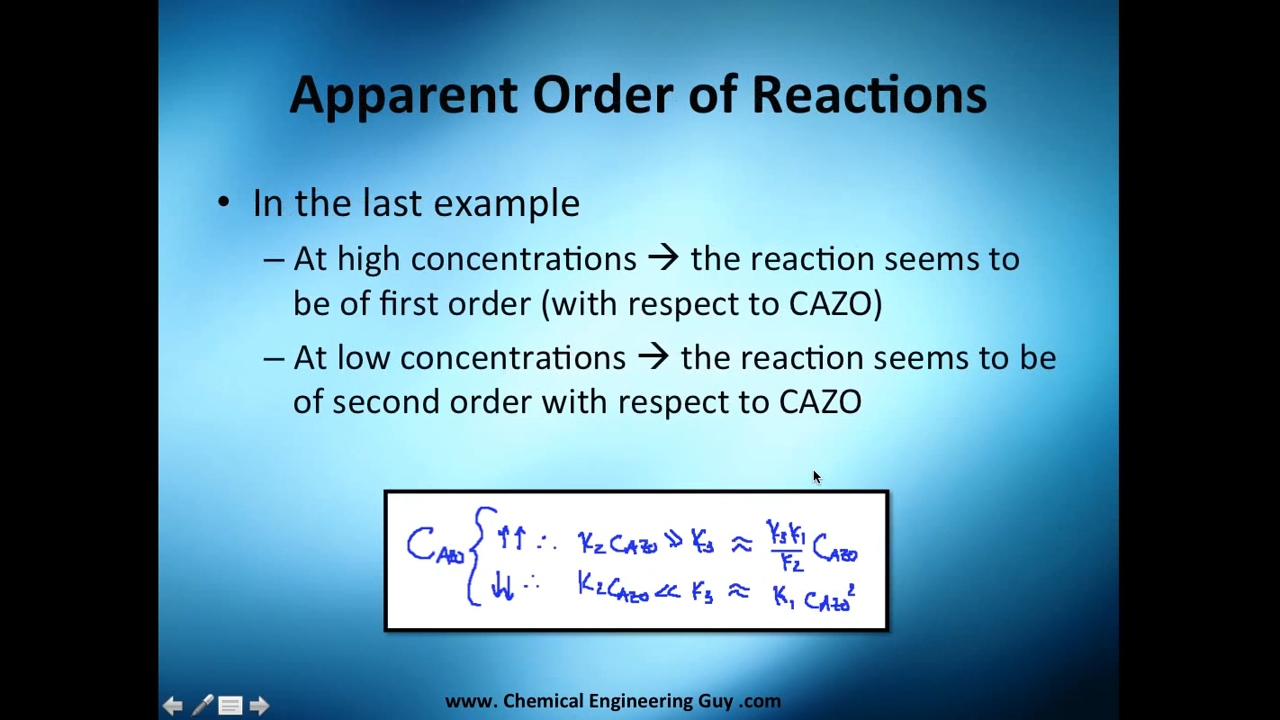 Apparent Order of Reactions
• In the last example
– At high concentrations → the reaction seems to
be of first order (with respect to CAZO)
– At low concentrations → the reaction seems to be
of second order with respect to CAZO
C_AZO { ↑↑ ∴ K₂ C_AZO >> K₃ ≈ K₃K₁/K₂ C_AZO
↓↓ ∴ K₂ C_AZO << K₃ ≈ K₁ C_AZO²
www. Chemical Engineering Guy .com